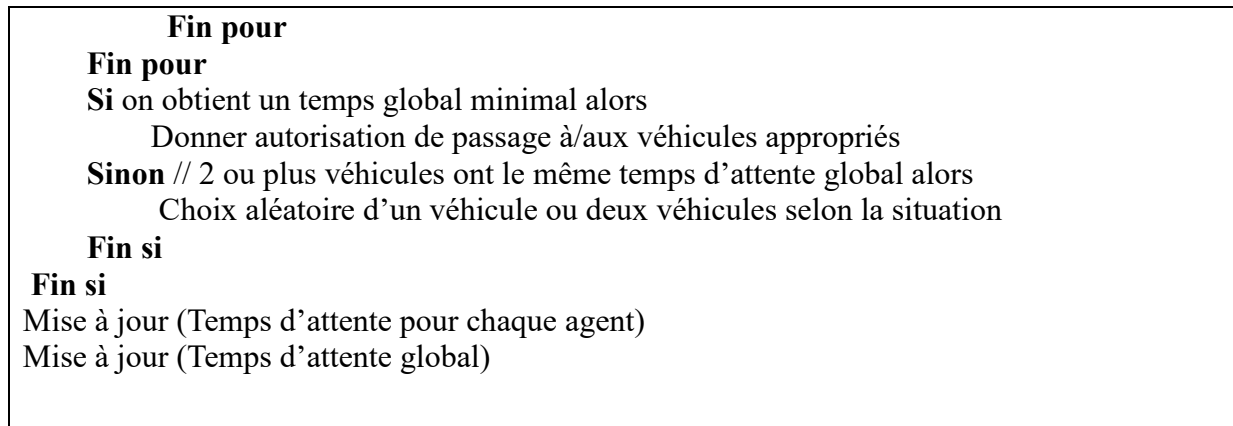 Fin pour
Fin pour
Si on obtient un temps global minimal alors
Donner autorisation de passage à/aux véhicules appropriés
Sinon // 2 ou plus véhicules ont le même temps d’attente global alors
Choix aléatoire d’un véhicule ou deux véhicules selon la situation
Fin si
Fin si
Mise à jour (Temps d’attente pour chaque agent)
Mise à jour (Temps d’attente global)